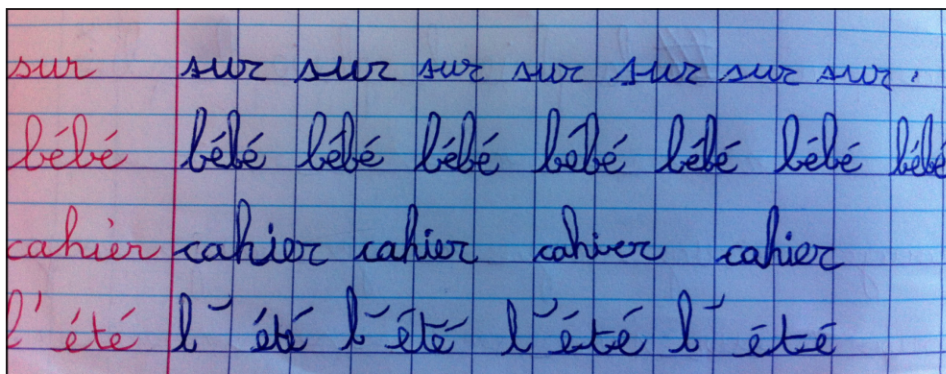 sur sur sur sur sur sur sur sur.
bébé bébé bébé bébé bébé bébé bébé bébé
cahier cahier cahier cahier cahier
l' été l' été l' été l' été l' été